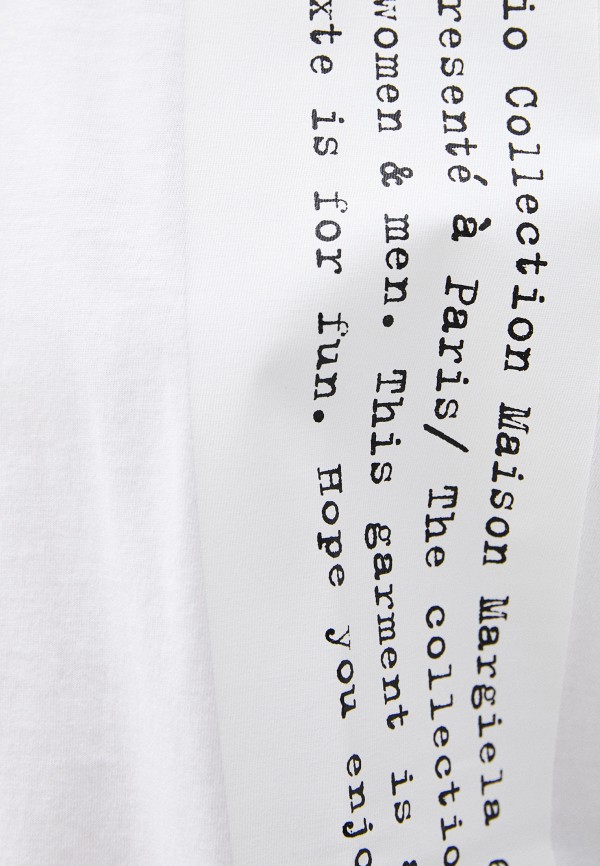 io Collection Maison Margiela 6
resenté à Paris/ The collectio
women & men. This garment is
xte is for fun. Hope you enjo